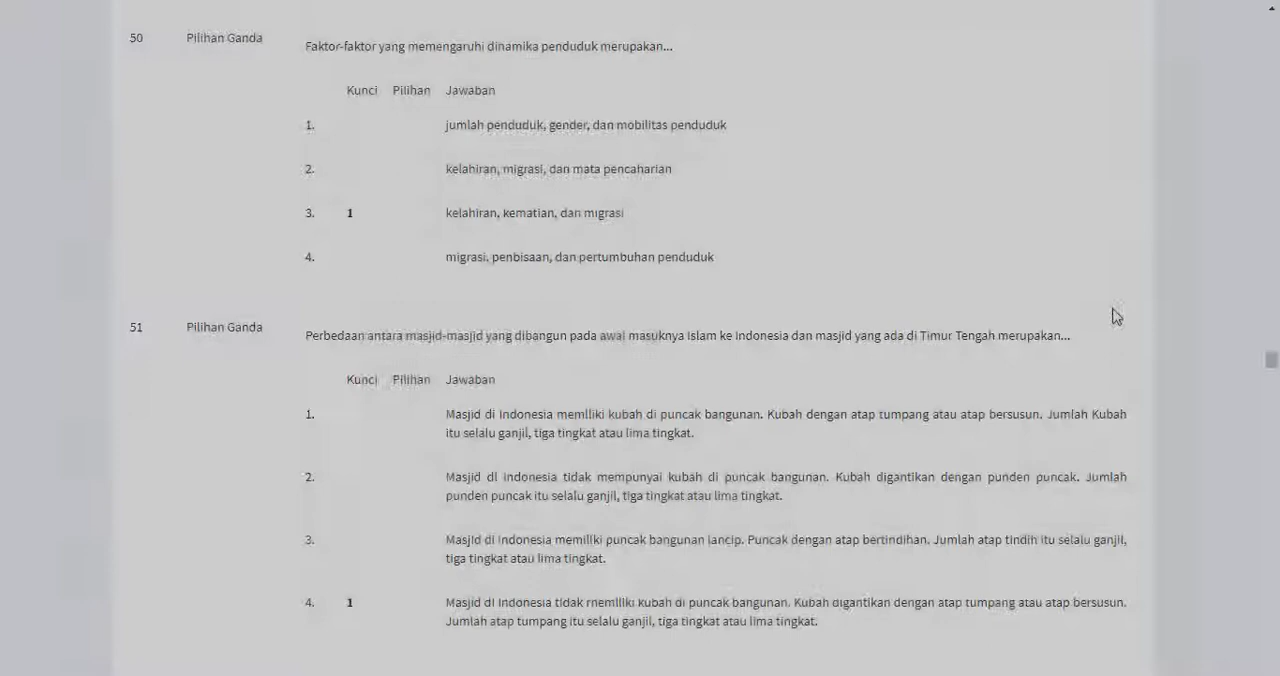 50 Pilihan Ganda Faktor-faktor yang memengaruhi dinamika penduduk merupakan...
Kunci Pilihan Jawaban
1. jumlah penduduk, gender, dan mobilitas penduduk
2. kelahiran, migrasi, dan mata pencaharian
3. 1 kelahiran, kematian, dan migrasi
4. migrasi, penbisaan, dan pertumbuhan penduduk
51 Pilihan Ganda Perbedaan antara masjid-masjid yang dibangun pada awal masuknya Islam ke Indonesia dan masjid yang ada di Timur Tengah merupakan...
Kunci Pilihan Jawaban
1. Masjid di Indonesia memiliki kubah di puncak bangunan. Kubah dengan atap tumpang atau atap bersusun. Jumlah Kubah
itu selalu ganjil, tiga tingkat atau lima tingkat.
2. Masjid di Indonesia tidak mempunyai kubah di puncak bangunan. Kubah digantikan dengan punden puncak. Jumlah
punden puncak itu selalu ganjil, tiga tingkat atau lima tingkat.
3. Masjid di Indonesia memiliki puncak bangunan lancip. Puncak dengan atap bertindihan. Jumlah atap tindih itu selalu ganjil,
tiga tingkat atau lima tingkat.
4. 1 Masjid di Indonesia tidak memiliki kubah di puncak bangunan. Kubah digantikan dengan atap tumpang atau atap bersusun.
Jumlah atap tumpang itu selalu ganjil, tiga tingkat atau lima tingkat.